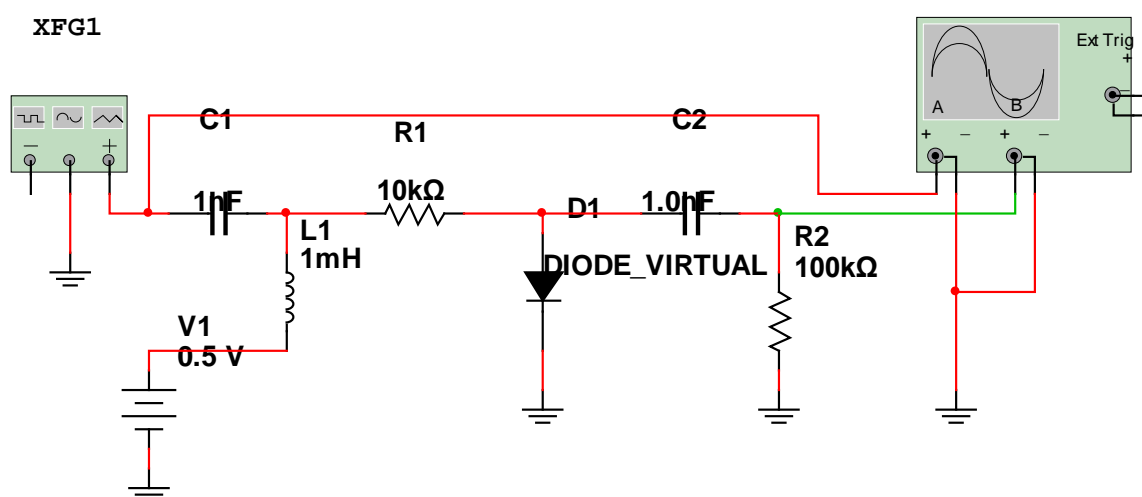 XFG1
Ext Trig
+
−
A
B
+ − + −
− +
C1
R1
C2
1nF
10kΩ
D1
1.0nF
L1
1mH
DIODE_VIRTUAL
R2
100kΩ
V1
0.5 V